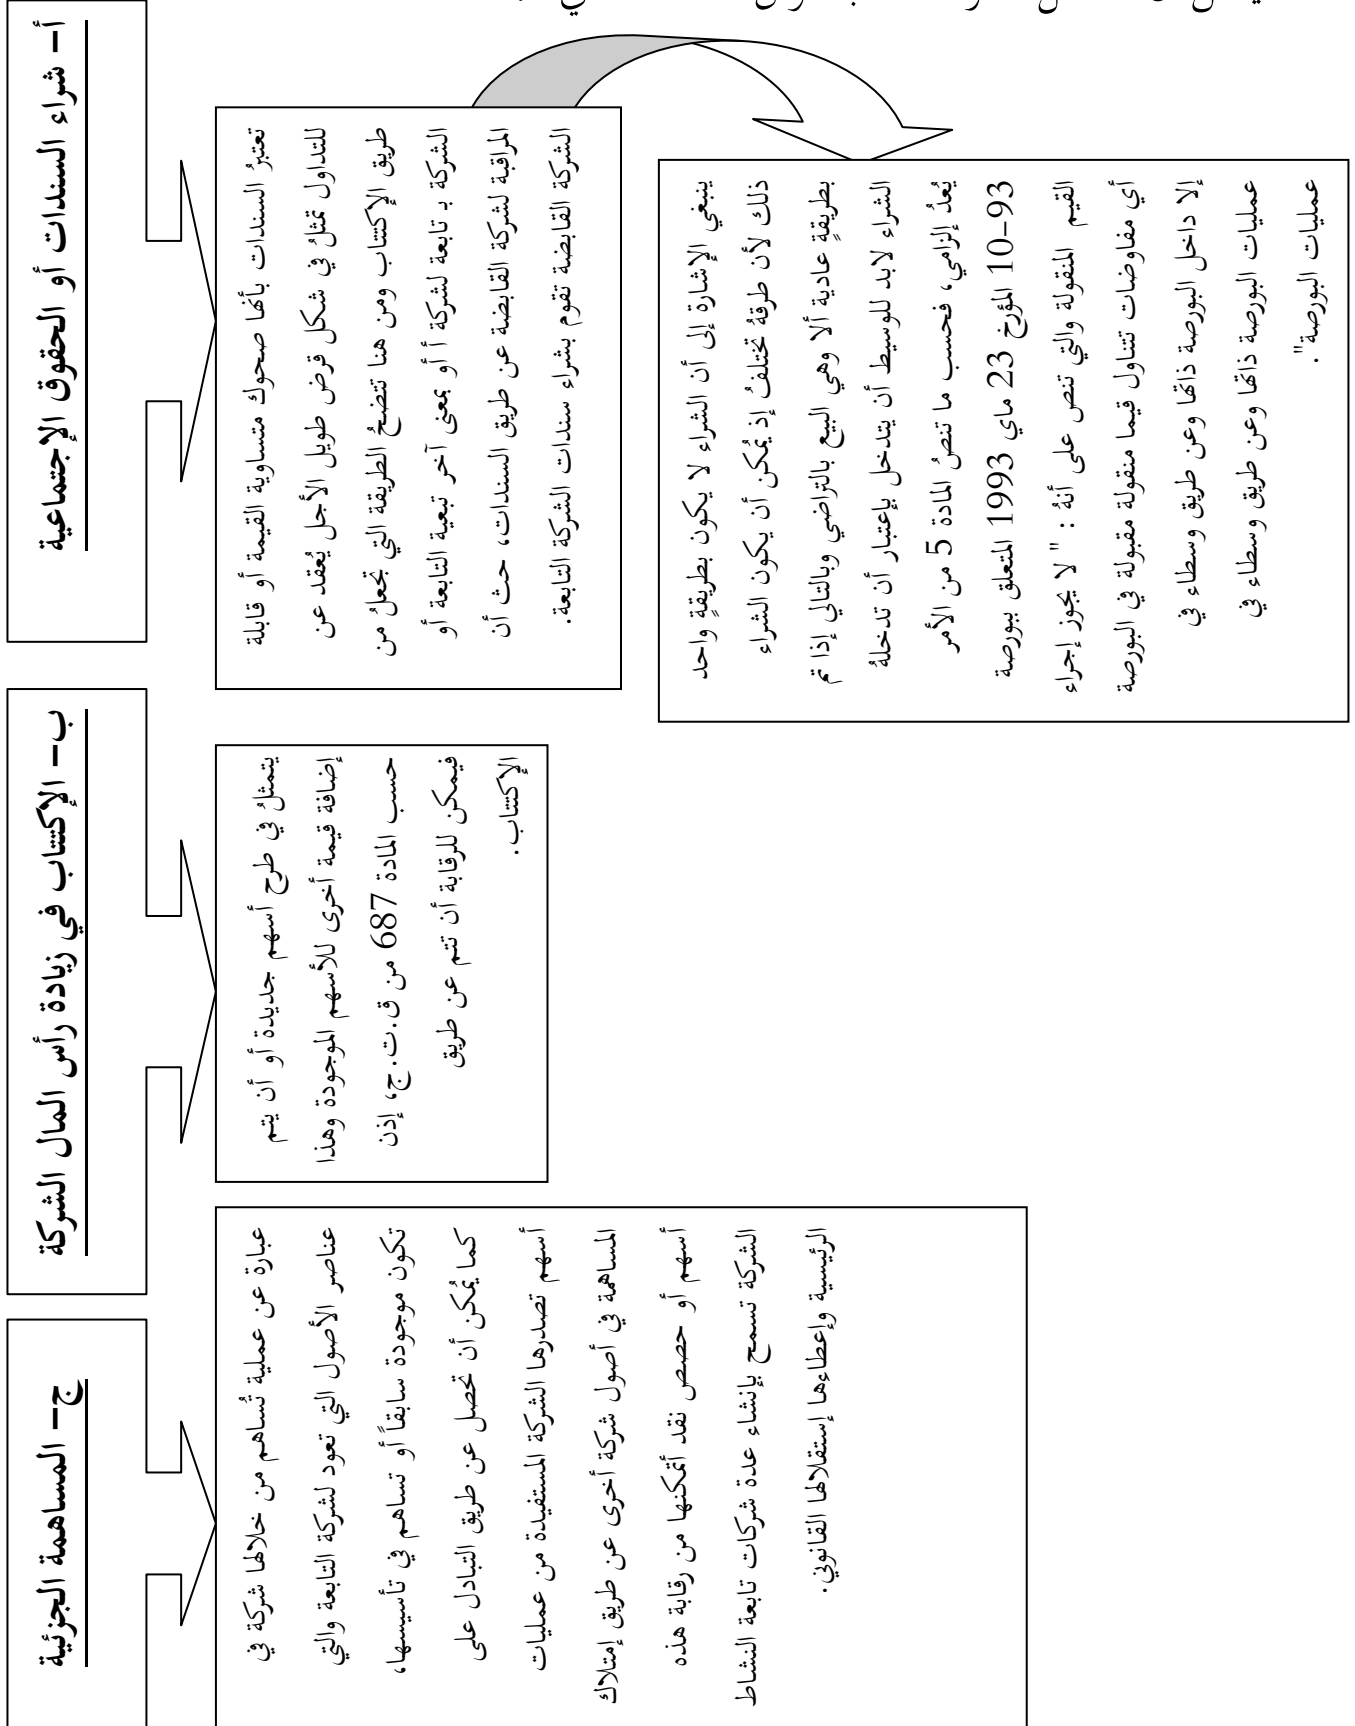 أ– شراء السندات أو الحقوق الإجتماعية
تعتبرُ السندات بأنها صحوك متساوية القيمة أو قابلة
للتداول تمثلُ في شكل قرض طويل الأجل يُعقد عن
طريق الإكتتاب ومن هنا تتضحُ الطريقة التي تجعلُ من
الشركة بـ تابعة لشركة أ أو بمعنى آخر تبعية التابعة أو
المراقبة لشركة القابضة عن طريق السندات، حث أن
الشركة القابضة تقوم بشراء سندات الشركة التابعة.
ينبغي الإشارة إلى أن الشراء لا يكون بطريقةٍ واحد
ذلك لأن طرقهُ تختلفُ إذ يُمكن أن يكون الشراء
بطريقةٍ عادية ألا وهي البيع بالتراضي وبالتالي إذا تم
الشراء لابد للوسيط أن يتدخل بإعتبار أن تدخلهُ
يُعدُ إلزامي، فحسب ما تنصُ المادة 5 من الأمر
93-10 المؤرخ 23 ماي 1993 المتعلق ببورصة
القيم المنقولة والتي تنص على أنهُ : " لا يجوز إجراء
أي مفاوضات تتناول قيما منقولة مقبولة في البورصة
إلا داخل البورصة ذاتها وعن طريق وسطاء في
عمليات البورصة ذاتها وعن طريق وسطاء في
عمليات البورصة".
ب– الإكتتاب في زيادة رأس المال الشركة
يتمثلُ في طرح أسهم جديدة أو أن يتم
إضافة قيمة أخرى للأسهم الموجودة وهذا
حسب المادة 687 من ق.ت.ج، إذن
فيمكن للرقابة أن تتم عن طريق
الإكتتاب.
ج– المساهمة الجزئية
عبارة عن عملية تُساهم من خلالها شركة في
عناصر الأصول التي تعود لشركة التابعة والتي
تكون موجودة سابقاً أو تساهم في تأسيسها،
كما يُمكن أن تحصل عن طريق التبادل على
أسهم تصدرها الشركة المستفيدة من عمليات
المساهمة في أصول شركة أخرى عن طريق إمتلاك
أسهم أو حصص نقد أتمكنها من رقابة هذه
الشركة تسمح بإنشاء عدة شركات تابعة النشاط
الرئيسية وإعطاءها إستقلالها القانوني.